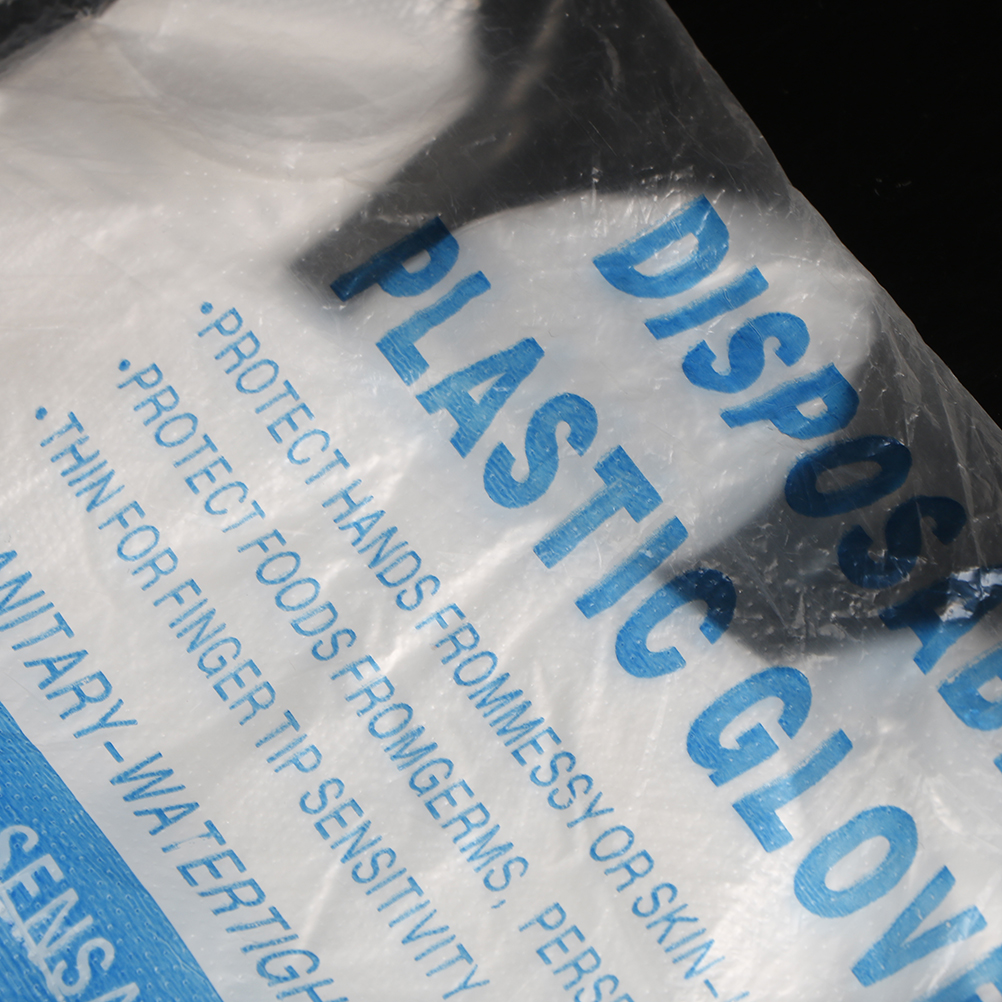 DISPOSAB
PLASTIC GLOVE
·PROTECT HANDS FROMMESSY OR SKIN-
·PROTECT FOODS FROMGERMS, PERS
·THIN FOR FINGER TIP SENSITIVITY
ANITARY-WATERTIGH
SENSA